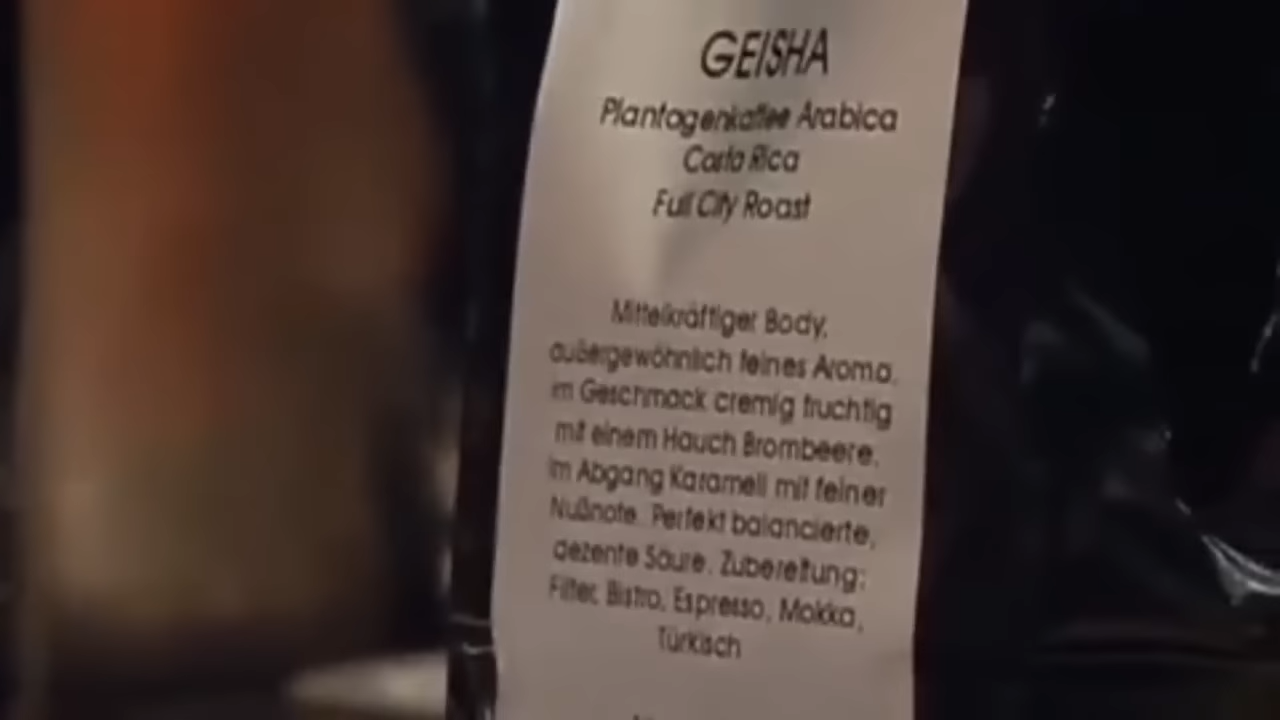 GEISHA
Plantagenkaffee Arabica
Costa Rica
Full City Roast
Mittelkräftiger Body,
außergewöhnlich feines Aroma,
im Geschmack cremig fruchtig
mit einem Hauch Brombeere.
Im Abgang Karamell mit feiner
Nußnote. Perfekt balancierte,
dezente Säure. Zubereitung:
Filter, Bistro, Espresso, Mokka,
Türkisch